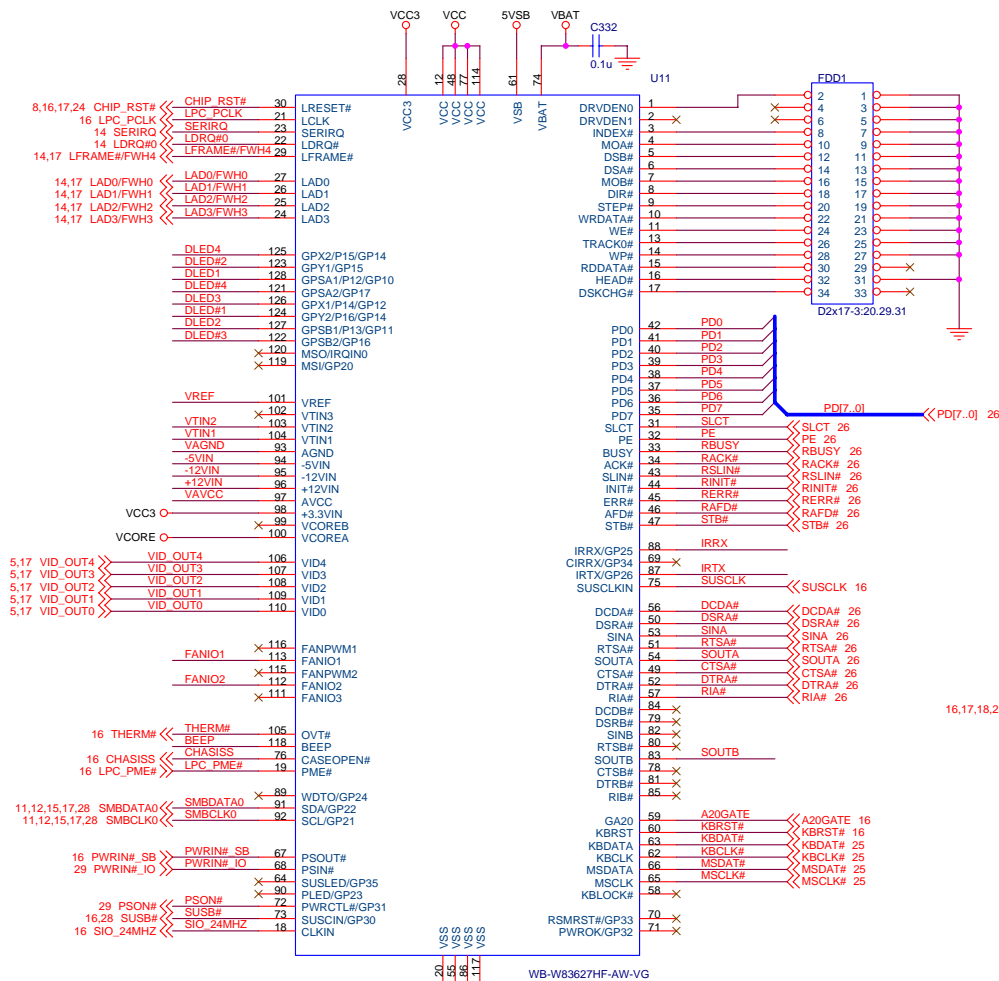 VCC3 VCC 5VSB VBAT
C332
0.1u
28 12 48 77 114 61 74
U11
FDD1
VCC3 VCC VCC VCC VCC VSB VBAT
8,16,17,24 CHIP_RST# CHIP_RST# 30 LRESET#
16 LPC_PCLK LPC_PCLK 21 LCLK
14 SERIRQ SERIRQ 23 SERIRQ
14 LDRQ#0 LDRQ#0 22 LDRQ#
14,17 LFRAME#/FWH4 LFRAME#/FWH4 29 LFRAME#
14,17 LAD0/FWH0 LAD0/FWH0 27 LAD0
14,17 LAD1/FWH1 LAD1/FWH1 26 LAD1
14,17 LAD2/FWH2 LAD2/FWH2 25 LAD2
14,17 LAD3/FWH3 LAD3/FWH3 24 LAD3
DLED4 125 GPX2/P15/GP14
DLED#2 123 GPY1/GP15
DLED1 128 GPSA1/P12/GP10
DLED#4 121 GPSA2/GP17
DLED3 126 GPX1/P14/GP12
DLED#1 124 GPY2/P16/GP14
DLED2 127 GPSB1/P13/GP11
DLED#3 122 GPSB2/GP16
120 MSO/IRQIN0
119 MSI/GP20
VREF 101 VREF
102 VTIN3
VTIN2 103 VTIN2
VTIN1 104 VTIN1
VAGND 93 AGND
-5VIN 94 -5VIN
-12VIN 95 -12VIN
+12VIN 96 +12VIN
VAVCC 97 AVCC
VCC3 98 +3.3VIN
99 VCOREB
VCORE 100 VCOREA
5,17 VID_OUT4 VID_OUT4 106 VID4
5,17 VID_OUT3 VID_OUT3 107 VID3
5,17 VID_OUT2 VID_OUT2 108 VID2
5,17 VID_OUT1 VID_OUT1 109 VID1
5,17 VID_OUT0 VID_OUT0 110 VID0
116 FANPWM1
FANIO1 113 FANIO1
115 FANPWM2
FANIO2 112 FANIO2
111 FANIO3
16 THERM# THERM# 105 OVT#
BEEP 118 BEEP
16 CHASISS CHASISS 76 CASEOPEN#
16 LPC_PME# LPC_PME# 19 PME#
89 WDTO/GP24
11,12,15,17,28 SMBDATA0 SMBDATA0 91 SDA/GP22
11,12,15,17,28 SMBCLK0 SMBCLK0 92 SCL/GP21
16 PWRIN#_SB PWRIN#_SB 67 PSOUT#
29 PWRIN#_IO PWRIN#_IO 68 PSIN#
64 SUSLED/GP35
90 PLED/GP23
29 PSON# PSON# 72 PWRCTL#/GP31
16,28 SUSB# SUSB# 73 SUSCIN/GP30
16 SIO_24MHZ SIO_24MHZ 18 CLKIN
DRVDEN0 1 2 1
DRVDEN1 2 4 3
INDEX# 3 6 5
MOA# 4 8 7
DSB# 5 10 9
DSA# 6 12 11
MOB# 7 14 13
DIR# 8 16 15
STEP# 9 18 17
WRDATA# 10 20 19
WE# 11 22 21
TRACK0# 13 24 23
WP# 14 26 25
RDDATA# 15 28 27
HEAD# 16 30 29
DSKCHG# 17 32 31
34 33
D2x17-3:20.29.31
PD0 42 PD0
PD1 41 PD1
PD2 40 PD2
PD3 39 PD3
PD4 38 PD4
PD5 37 PD5
PD6 36 PD6
PD7 35 PD7 PD[7..0] PD[7..0] 26
SLCT 31 SLCT SLCT 26
PE 32 PE PE 26
BUSY 33 RBUSY RBUSY 26
ACK# 34 RACK# RACK# 26
SLIN# 43 RSLIN# RSLIN# 26
INIT# 44 RINIT# RINIT# 26
ERR# 45 RERR# RERR# 26
AFD# 46 RAFD# RAFD# 26
STB# 47 STB# STB# 26
IRRX/GP25 88 IRRX
CIRRX/GP34 69
IRTX/GP26 87 IRTX
SUSCLKIN 75 SUSCLK SUSCLK 16
DCDA# 56 DCDA# DCDA# 26
DSRA# 50 DSRA# DSRA# 26
SINA 53 SINA SINA 26
RTSA# 51 RTSA# RTSA# 26
SOUTA 54 SOUTA SOUTA 26
CTSA# 49 CTSA# CTSA# 26
DTRA# 52 DTRA# DTRA# 26
RIA# 57 RIA# RIA# 26
DCDB# 84
DSRB# 79
SINB 82
RTSB# 80
SOUTB 83 SOUTB
CTSB# 78
DTRB# 81
RIB# 85
16,17,18,2
GA20 59 A20GATE A20GATE 16
KBRST 60 KBRST# KBRST# 16
KBDATA 63 KBDAT# KBDAT# 25
KBCLK 62 KBCLK# KBCLK# 25
MSDATA 66 MSDAT# MSDAT# 25
MSCLK 65 MSCLK# MSCLK# 25
KBLOCK# 58
RSMRST#/GP33 70
PWROK/GP32 71
VSS VSS VSS VSS
20 55 86 117
WB-W83627HF-AW-VG